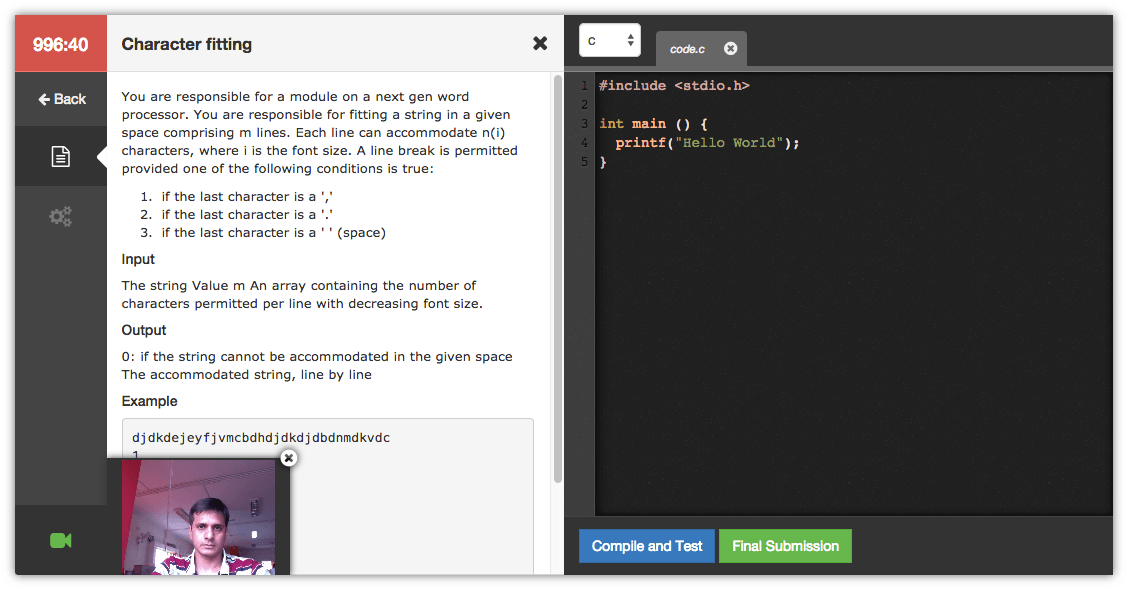 996:40
Character fitting
Back
You are responsible for a module on a next gen word
processor. You are responsible for fitting a string in a given
space comprising m lines. Each line can accommodate n(i)
characters, where i is the font size. A line break is permitted
provided one of the following conditions is true:
1. if the last character is a ','
2. if the last character is a '.'
3. if the last character is a ' ' (space)
Input
The string Value m An array containing the number of
characters permitted per line with decreasing font size.
Output
0: if the string cannot be accommodated in the given space
The accommodated string, line by line
Example
djdkdejeyfjvmcbdhdjdkdjdbdnmdkvdc
1
C
code.c
1 #include <stdio.h>
2
3 int main () {
4 printf("Hello World");
5 }
Compile and Test
Final Submission